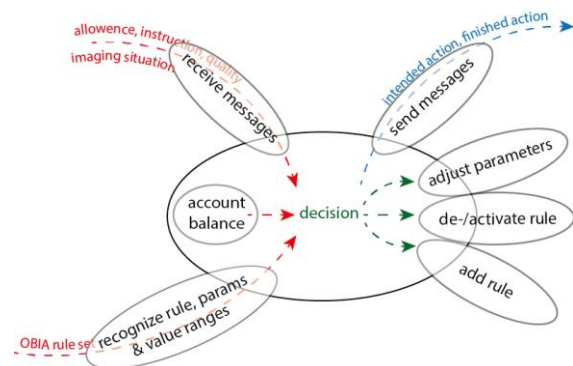 allowence, instruction, quality
imaging situation
receive messages
intended action, finished action
send messages
adjust parameters
account
balance
decision
de-/activate rule
add rule
recognize rule, params
& value ranges
OBIA rule set